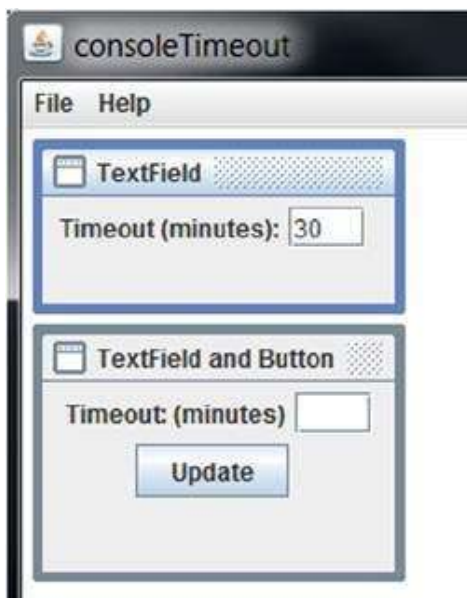 consoleTimeout
File Help
TextField
Timeout (minutes): 30
TextField and Button
Timeout: (minutes)
Update